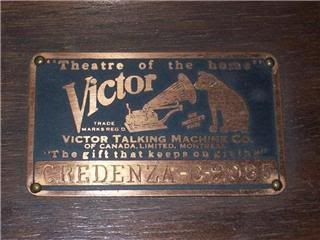 "Theatre of the home"
Victor
TRADE
MARKS REG'D.
VICTOR TALKING MACHINE CO.
OF CANADA, LIMITED, MONTREAL
"The gift that keeps on giving"
CREDENZA-C-